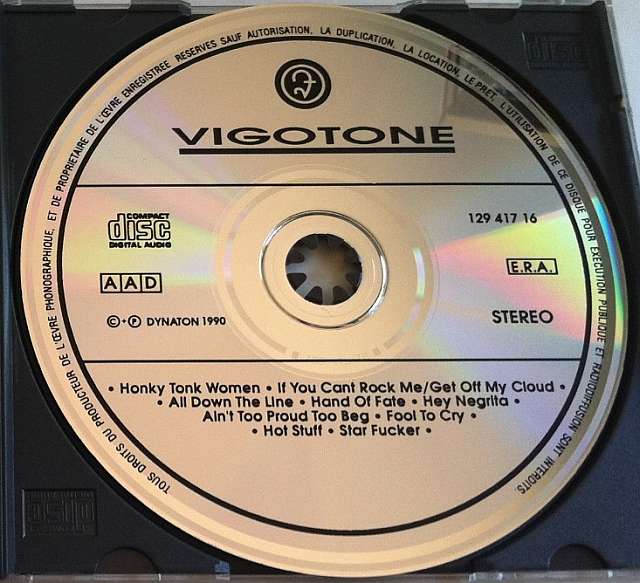 TOUS DROITS DU PRODUCTEUR DE L'ŒVRE PHONOGRAPHIQUE, ET DE PROPRIETAIRE DE L'ŒVRE ENREGISTREE RESERVES SAUF AUTORISATION, LA DUPLICATION, LA LOCATION, LE PRET, L'UTILISATION DE CE DISQUE POUR EXECUTION PUBLIQUE ET RADIODIFFUSION SONT INTERDITS.
VIGOTONE
COMPACT
disc
DIGITAL AUDIO
129 417 16
AAD
E.R.A.
© + ℗ DYNATON 1990
STEREO
• Honky Tonk Women • If You Cant Rock Me/Get Off My Cloud •
• All Down The Line • Hand Of Fate • Hey Negrita •
Ain't Too Proud Too Beg • Fool To Cry •
• Hot Stuff • Star Fucker •
disc
disc